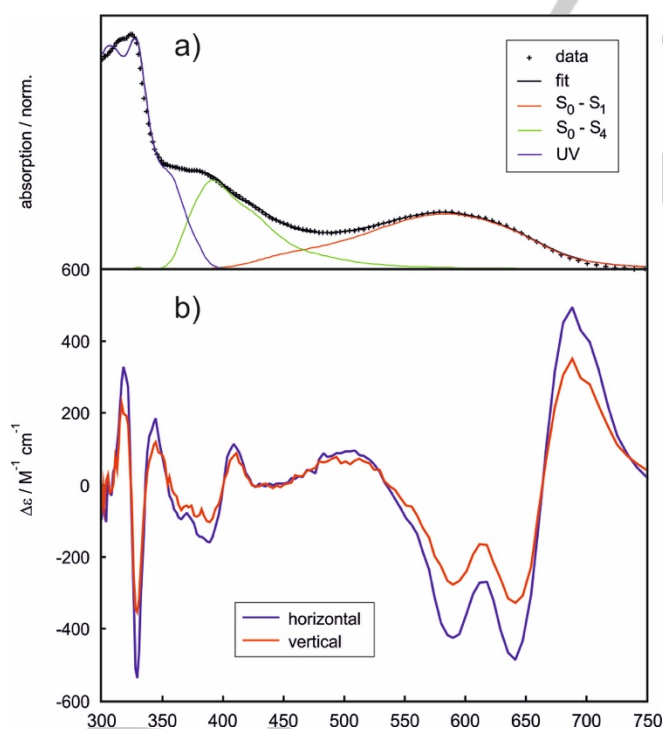 a)
data
fit
S₀ - S₁
S₀ - S₄
UV
absorption / norm.
600
b)
400
200
0
-200
-400
-600
Δε / M⁻¹ cm⁻¹
horizontal
vertical
300 350 400 450 500 550 600 650 700 750